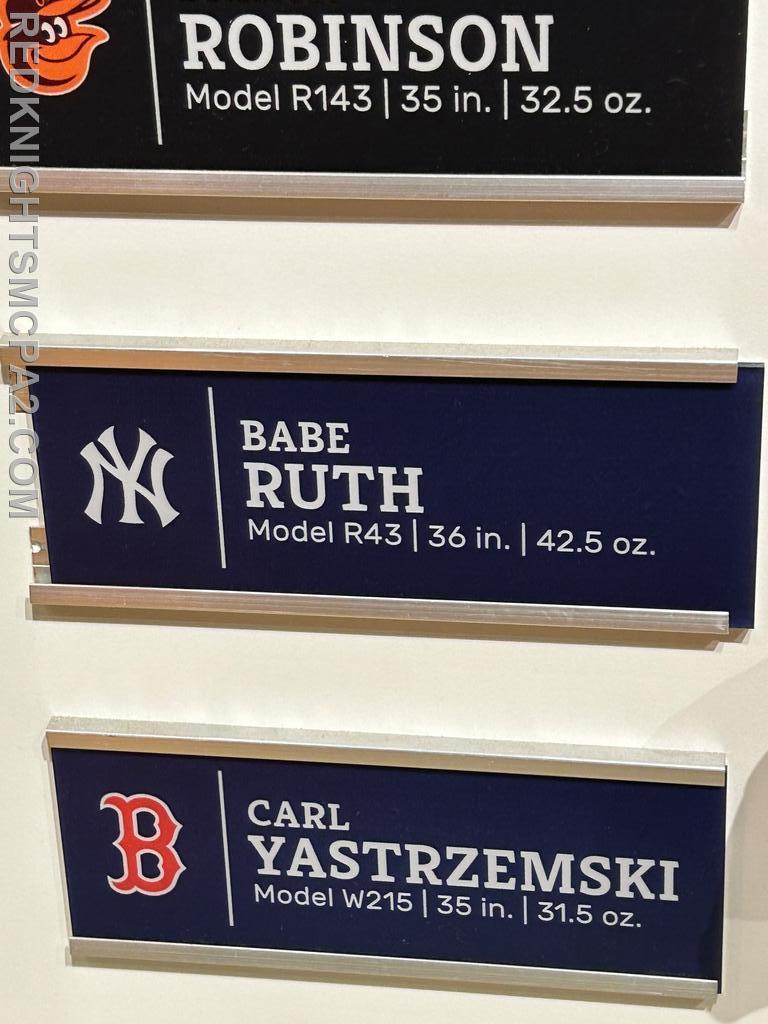 ROBINSON
Model R143 | 35 in. | 32.5 oz.
NY
BABE
RUTH
Model R43 | 36 in. | 42.5 oz.
B
CARL
YASTRZEMSKI
Model W215 | 35 in. | 31.5 oz.
REDKNIGHTSMCPA2.COM